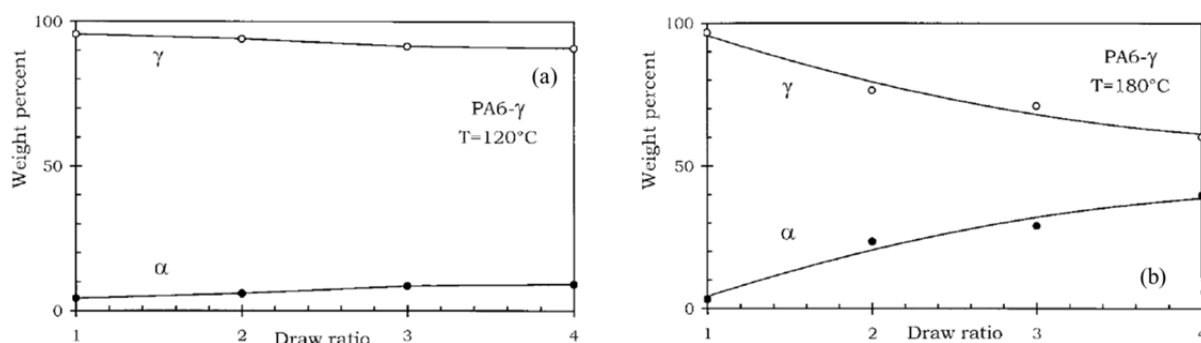 100
γ
(a)
PA6-γ
T=120°C
Weight percent
50
α
0
1 2 3 4
Draw ratio
100
PA6-γ
T=180°C
γ
Weight percent
50
α
(b)
0
1 2 3 4
Draw ratio